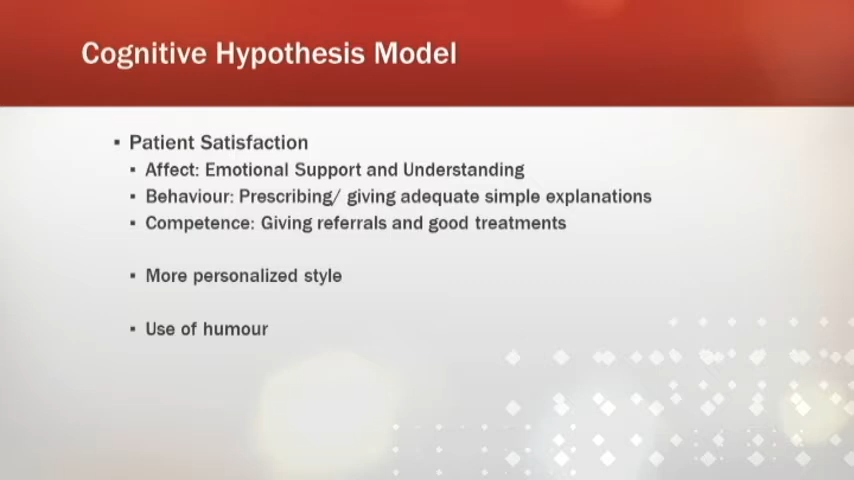 Cognitive Hypothesis Model
▪ Patient Satisfaction
▪ Affect: Emotional Support and Understanding
▪ Behaviour: Prescribing/ giving adequate simple explanations
▪ Competence: Giving referrals and good treatments
▪ More personalized style
▪ Use of humour